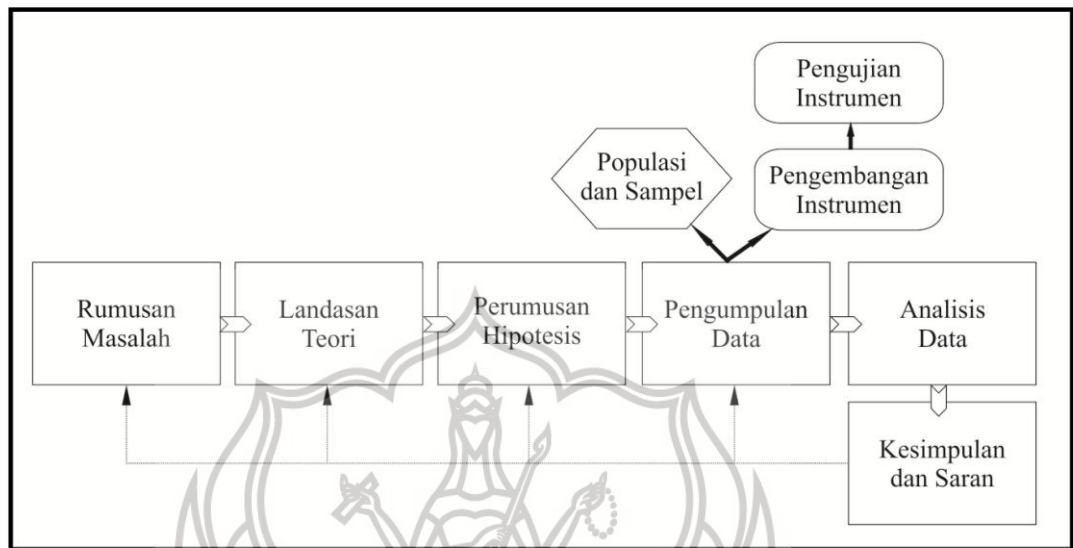 Pengujian
Instrumen
Populasi
dan Sampel
Pengembangan
Instrumen
Rumusan
Masalah
Landasan
Teori
Perumusan
Hipotesis
Pengumpulan
Data
Analisis
Data
Kesimpulan
dan Saran